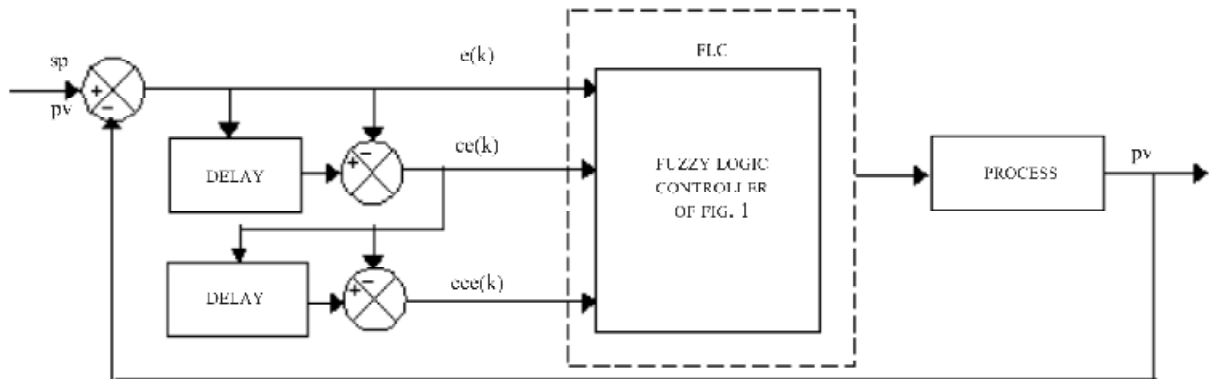 FLC
sp
e(k)
+
−
pv
DELAY
+
−
ce(k)
FUZZY LOGIC
CONTROLLER
OF FIG. 1
PROCESS
pv
DELAY
+
−
cce(k)